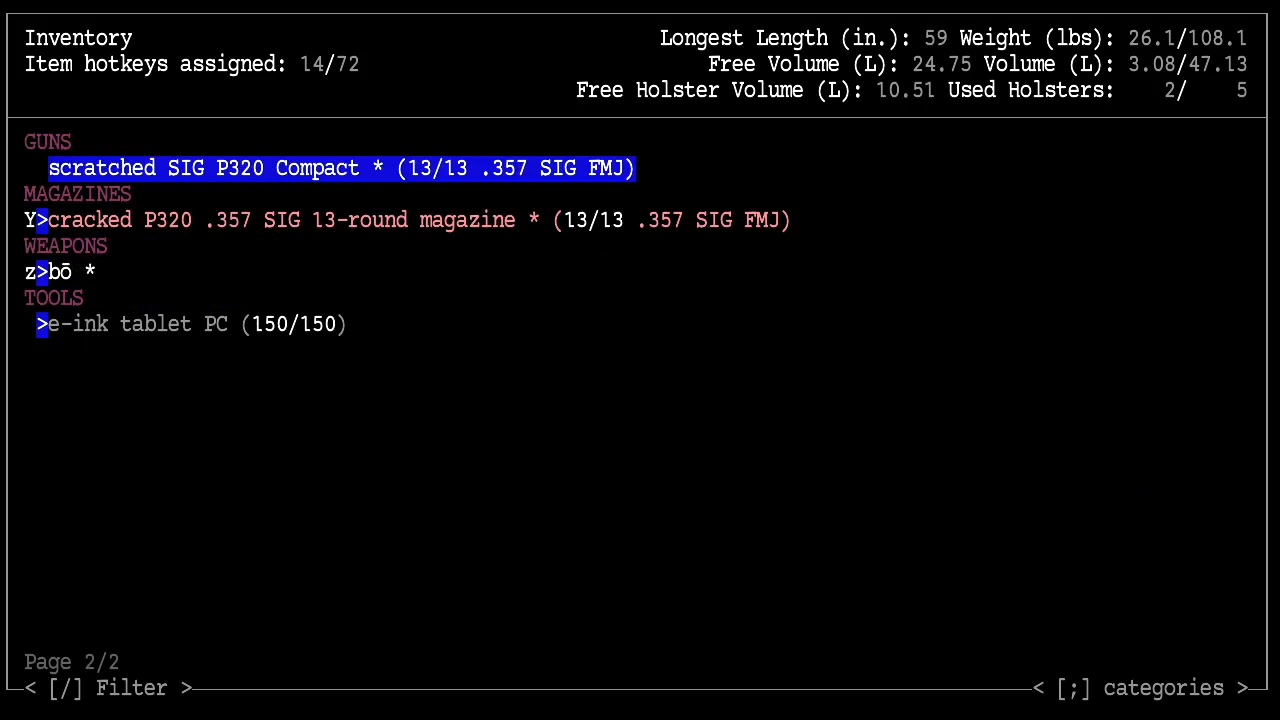 Inventory
Longest Length (in.): 59 Weight (lbs): 26.1/108.1
Item hotkeys assigned: 14/72
Free Volume (L): 24.75 Volume (L): 3.08/47.13
Free Holster Volume (L): 10.51 Used Holsters: 2/ 5
GUNS
scratched SIG P320 Compact * (13/13 .357 SIG FMJ)
MAGAZINES
Y>cracked P320 .357 SIG 13-round magazine * (13/13 .357 SIG FMJ)
WEAPONS
z>bō *
TOOLS
>e-ink tablet PC (150/150)
Page 2/2
< [/] Filter >
< [;] categories >